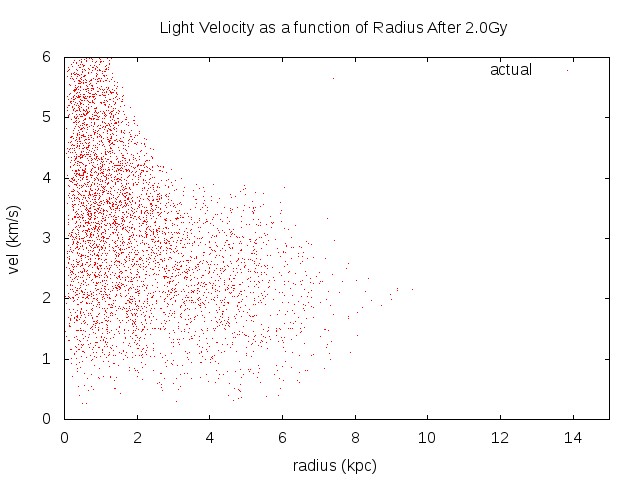 Light Velocity as a function of Radius After 2.0Gy
actual
6
5
4
3
2
1
0
vel (km/s)
0 2 4 6 8 10 12 14
radius (kpc)